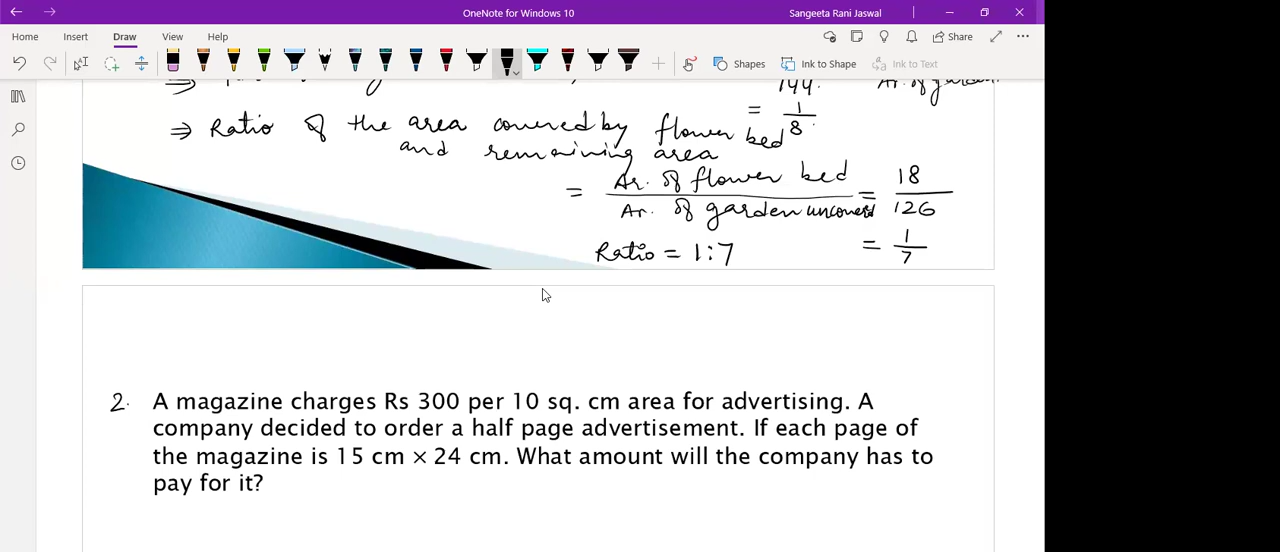 OneNote for Windows 10
Sangeeta Rani Jaswal
Home Insert Draw View Help
Share
Shapes Ink to Shape Ink to Text
⇒
144. Ar. of garden
= 1/8
⇒ Ratio of the area covered by flower bed
and remaining area
= Ar. of flower bed / Ar. of garden = 18/126
Ratio = 1:7 = 1/7
2. A magazine charges Rs 300 per 10 sq. cm area for advertising. A
company decided to order a half page advertisement. If each page of
the magazine is 15 cm × 24 cm. What amount will the company has to
pay for it?